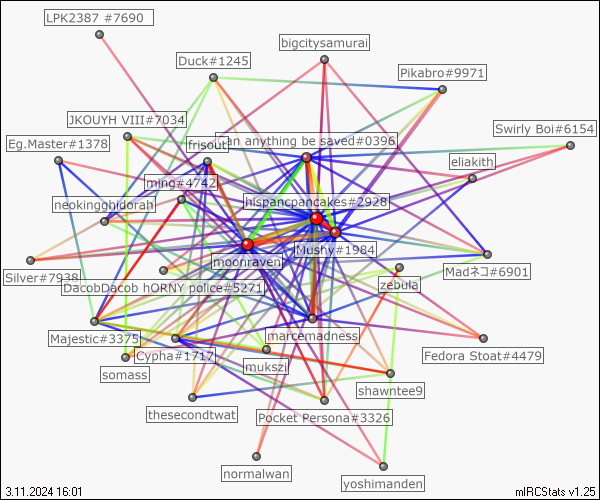 LPK2387 #7690
bigcitysamurai
Duck#1245
Pikabro#9971
JKOUYH VIII#7034
Swirly Boi#6154
Eg.Master#1378
frisout
an anything be saved#0396
eliakith
ming#4742
neokingghidorah
hispancpancakes#2928
Mushy#1984
moonraven
Silver#7938
Madネコ#6901
DacobDacob hORNY police#5271
zebula
Majestic#3375
marcemadness
Cypha#1717
Fedora Stoat#4479
somass
mukszi
shawntee9
thesecondtwat
Pocket Persona#3326
normalwan
yoshimanden
3.11.2024 16:01
mIRCStats v1.25